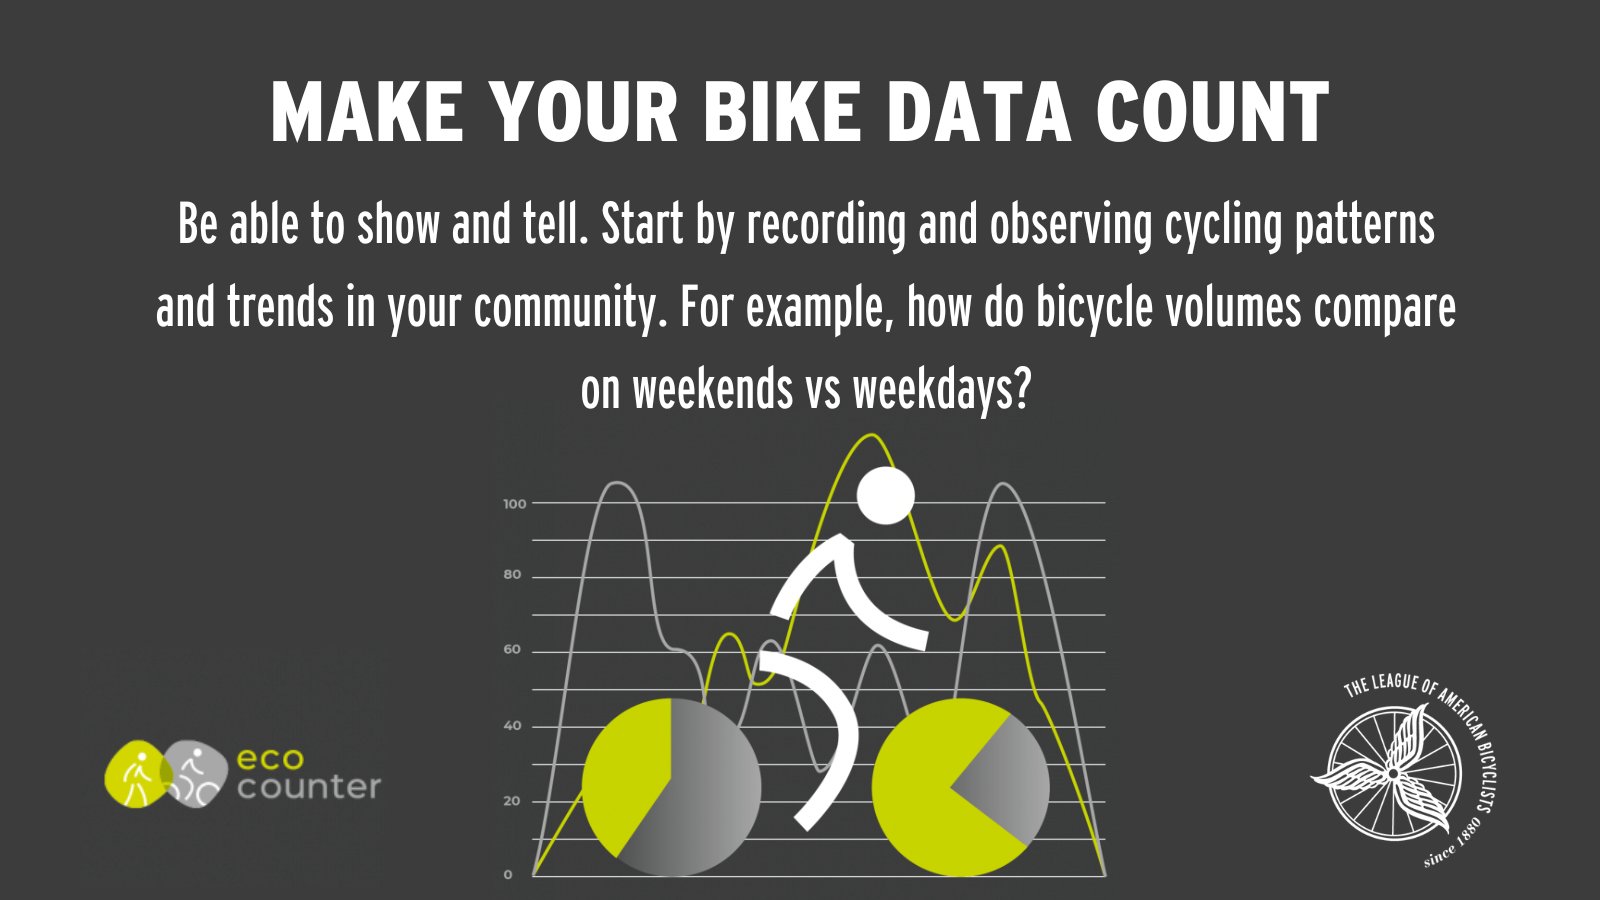 MAKE YOUR BIKE DATA COUNT
Be able to show and tell. Start by recording and observing cycling patterns
and trends in your community. For example, how do bicycle volumes compare
on weekends vs weekdays?
100
80
60
40
20
0
eco
counter
THE LEAGUE OF AMERICAN BICYCLISTS
since 1880